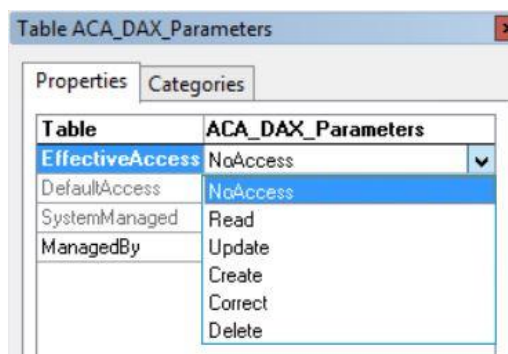 Table ACA_DAX_Parameters
Properties Categories
Table ACA_DAX_Parameters
EffectiveAccess NoAccess
DefaultAccess NoAccess
SystemManaged Read
ManagedBy Update
Create
Correct
Delete